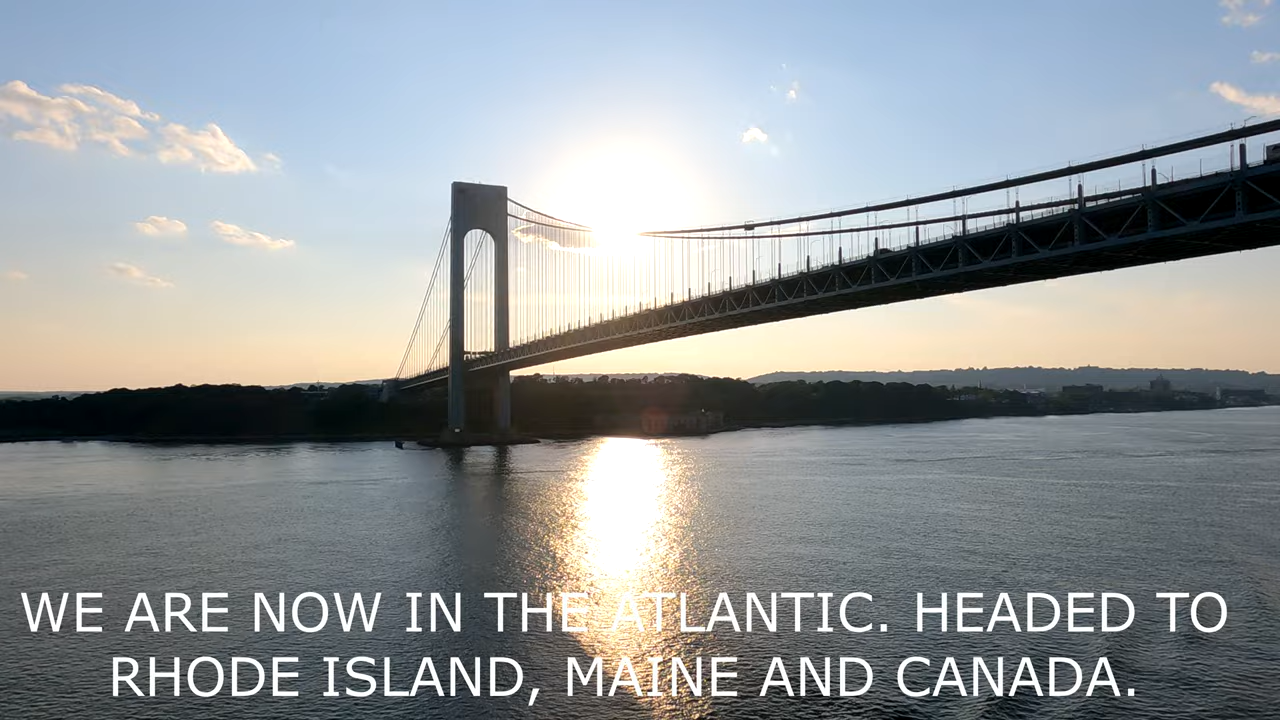 WE ARE NOW IN THE ATLANTIC. HEADED TO
RHODE ISLAND, MAINE AND CANADA.